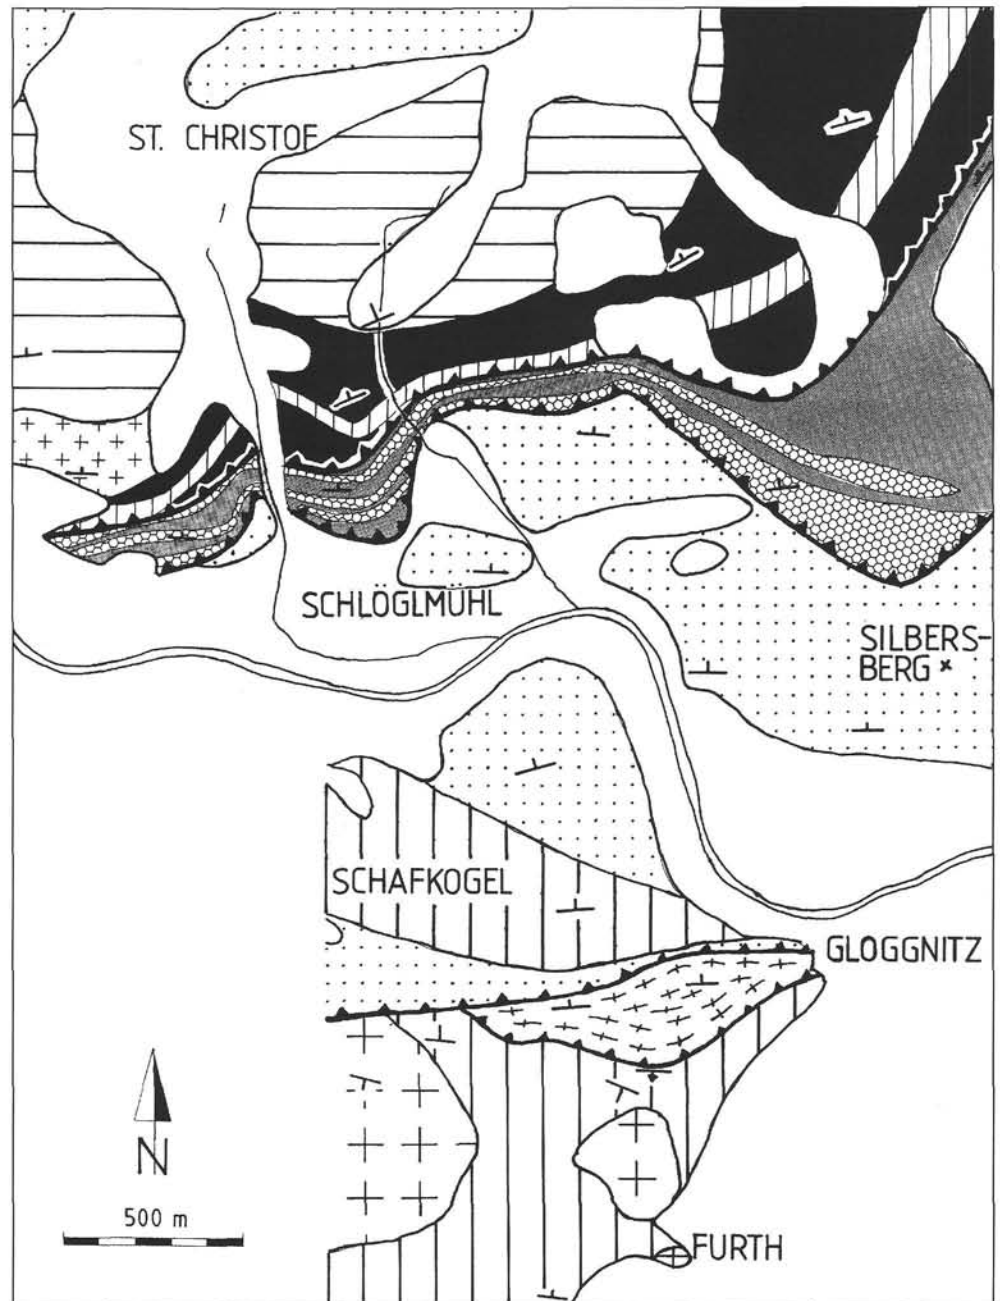 ST. CHRISTOF
SCHLÖGLMÜHL
SILBERS-
BERG
SCHAFKOGEL
GLOGGNITZ
N
500 m
FURTH